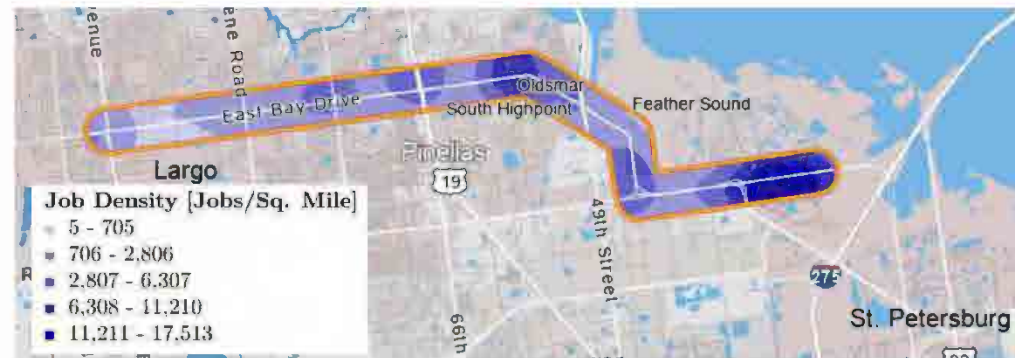 enue
ene Road
East Bay Drive
Oldsmar
South Highpoint
Feather Sound
Pinellas
19
Largo
Job Density [Jobs/Sq. Mile]
5 - 705
706 - 2,806
2,807 - 6,307
6,308 - 11,210
11,211 - 17,513
49th Street
66th
275
St. Petersburg